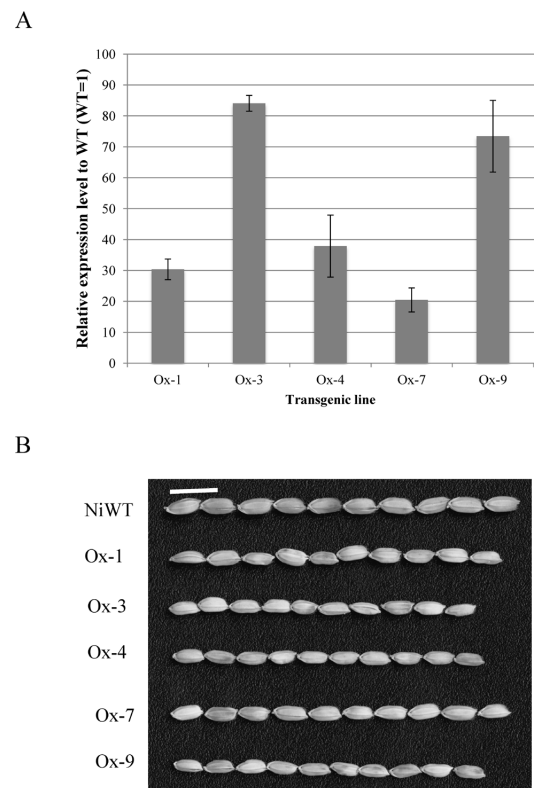 A
100
90
80
70
60
50
40
30
20
10
0
Relative expression level to WT (WT=1)
Ox-1 Ox-3 Ox-4 Ox-7 Ox-9
Transgenic line
B
NiWT
Ox-1
Ox-3
Ox-4
Ox-7
Ox-9